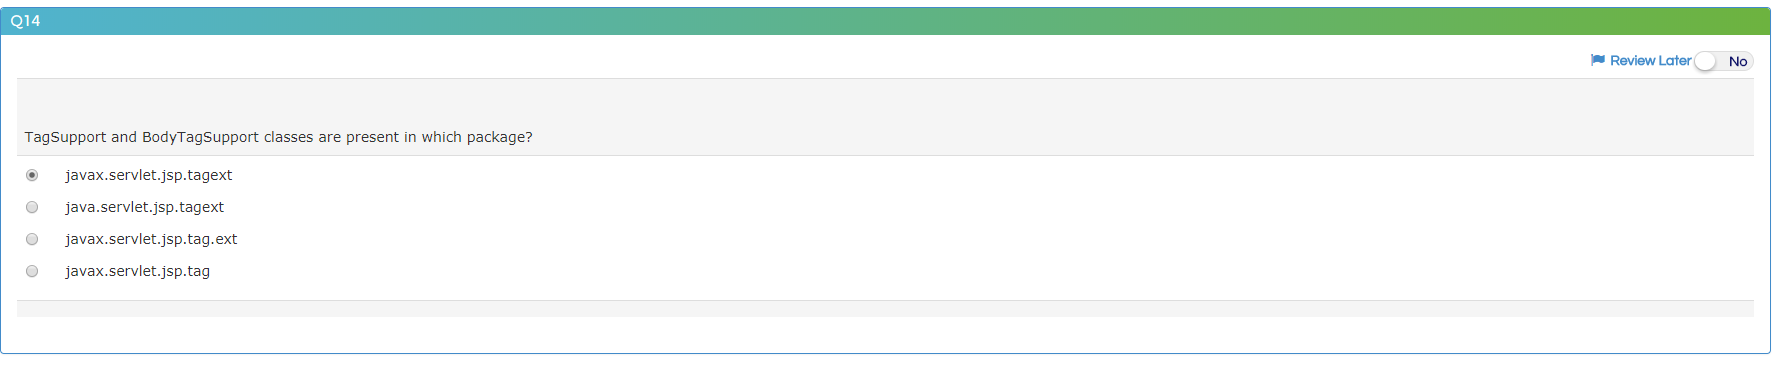 Q14
Review Later No
TagSupport and BodyTagSupport classes are present in which package?
javax.servlet.jsp.tagext
java.servlet.jsp.tagext
javax.servlet.jsp.tag.ext
javax.servlet.jsp.tag